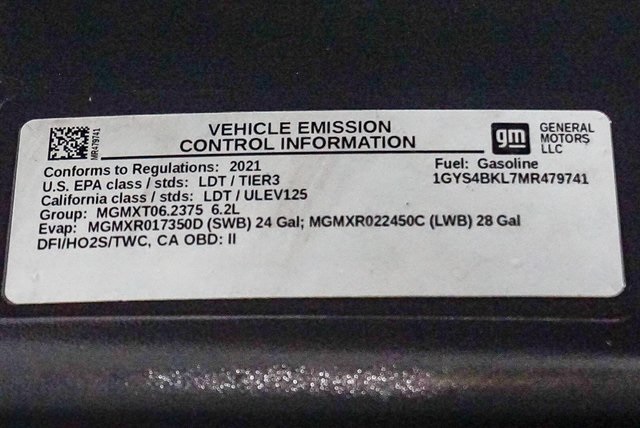 MR479741
VEHICLE EMISSION
CONTROL INFORMATION
gm
GENERAL
MOTORS
LLC
Conforms to Regulations: 2021
Fuel: Gasoline
U.S. EPA class / stds: LDT / TIER3
1GYS4BKL7MR479741
California class / stds: LDT / ULEV125
Group: MGMXT06.2375 6.2L
Evap: MGMXR017350D (SWB) 24 Gal; MGMXR022450C (LWB) 28 Gal
DFI/HO2S/TWC, CA OBD: II